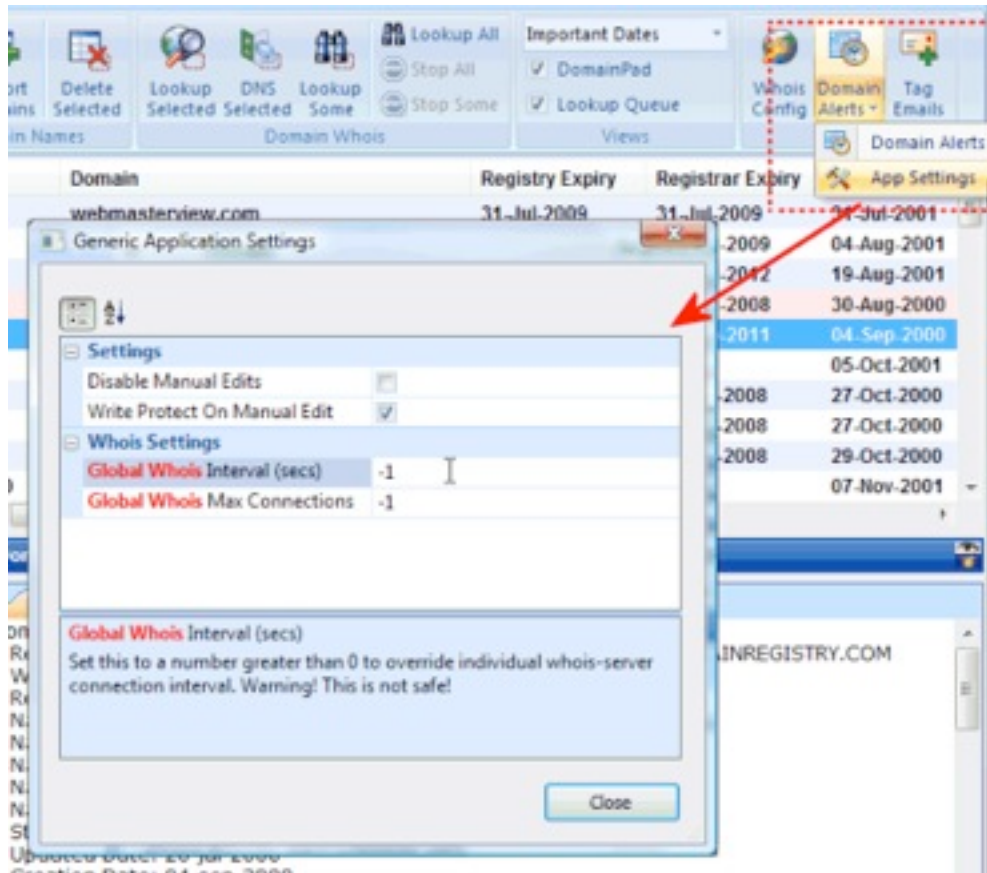 Lookup All
Important Dates
Stop All
DomainPad
Delete Selected
Lookup Selected
DNS Selected
Lookup Some
Stop Some
Lookup Queue
Whois Config
Domain Alerts
Tag Emails
Domain Whois
Views
Domain Alerts
App Settings
Domain
Registry Expiry
Registrar Expiry
webmasterview.com
31-Jul-2009
31-Jul-2009
31-Jul-2001
Generic Application Settings
-2009
04-Aug-2001
-2012
19-Aug-2001
-2008
30-Aug-2000
-2011
04-Sep-2000
05-Oct-2001
-2008
27-Oct-2000
-2008
27-Oct-2000
-2008
29-Oct-2000
07-Nov-2001
Settings
Disable Manual Edits
Write Protect On Manual Edit
Whois Settings
Global Whois Interval (secs) -1
Global Whois Max Connections -1
Global Whois Interval (secs)
Set this to a number greater than 0 to override individual whois-server
connection interval. Warning! This is not safe!
INREGISTRY.COM
Close